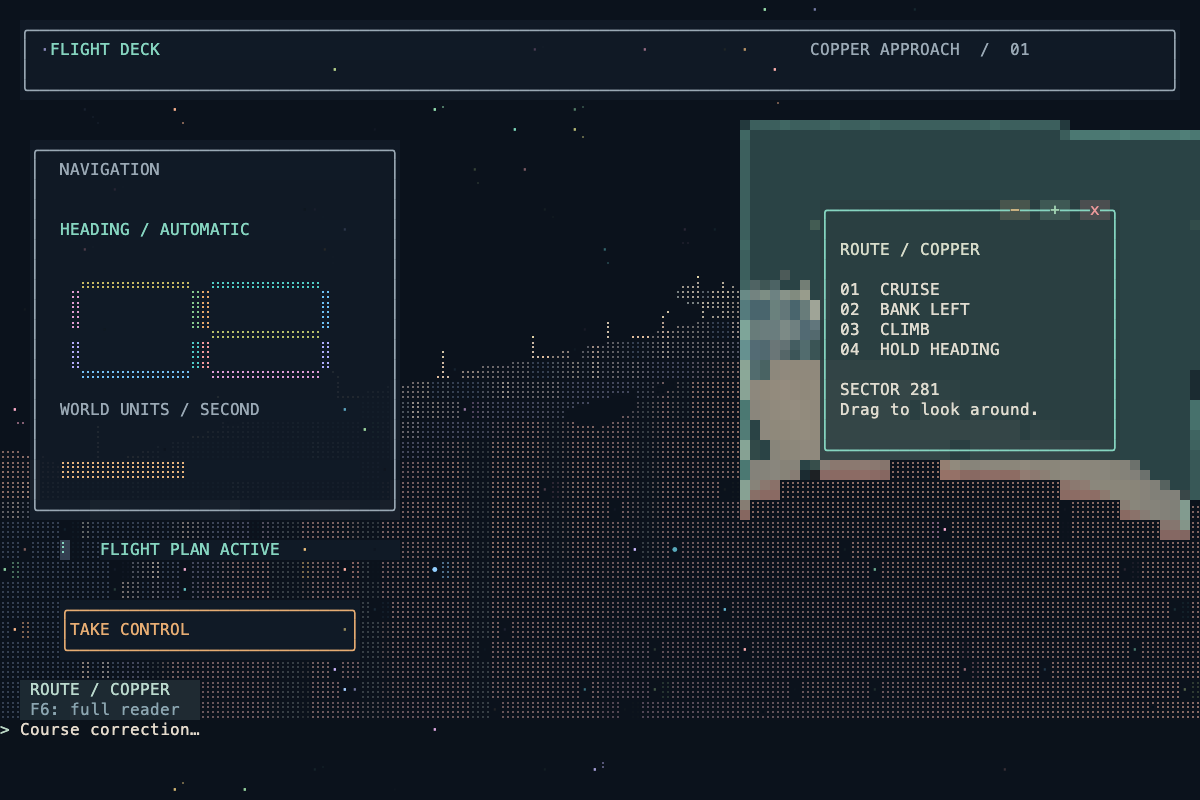 FLIGHT DECK
COPPER APPROACH / 01
NAVIGATION
HEADING / AUTOMATIC
WORLD UNITS / SECOND
FLIGHT PLAN ACTIVE
TAKE CONTROL
− + x
ROUTE / COPPER
01 CRUISE
02 BANK LEFT
03 CLIMB
04 HOLD HEADING
SECTOR 281
Drag to look around.
ROUTE / COPPER
F6: full reader
> Course correction…